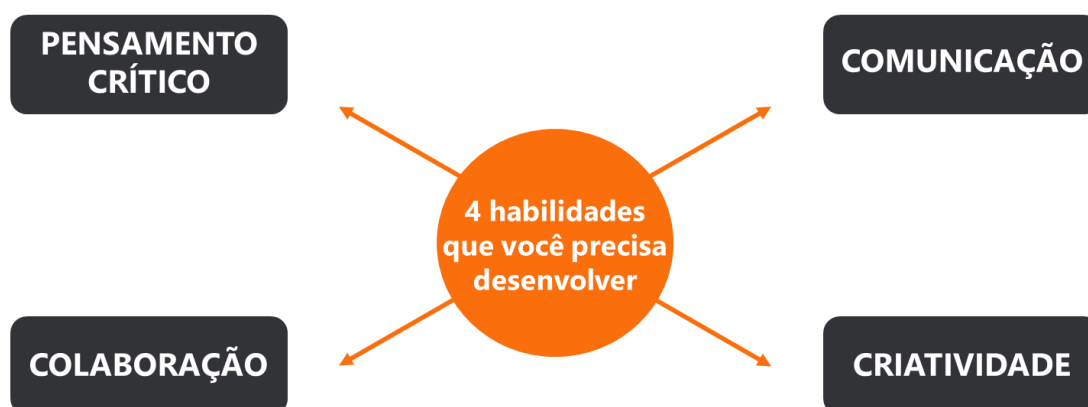 PENSAMENTO
CRÍTICO
COMUNICAÇÃO
4 habilidades
que você precisa
desenvolver
COLABORAÇÃO
CRIATIVIDADE